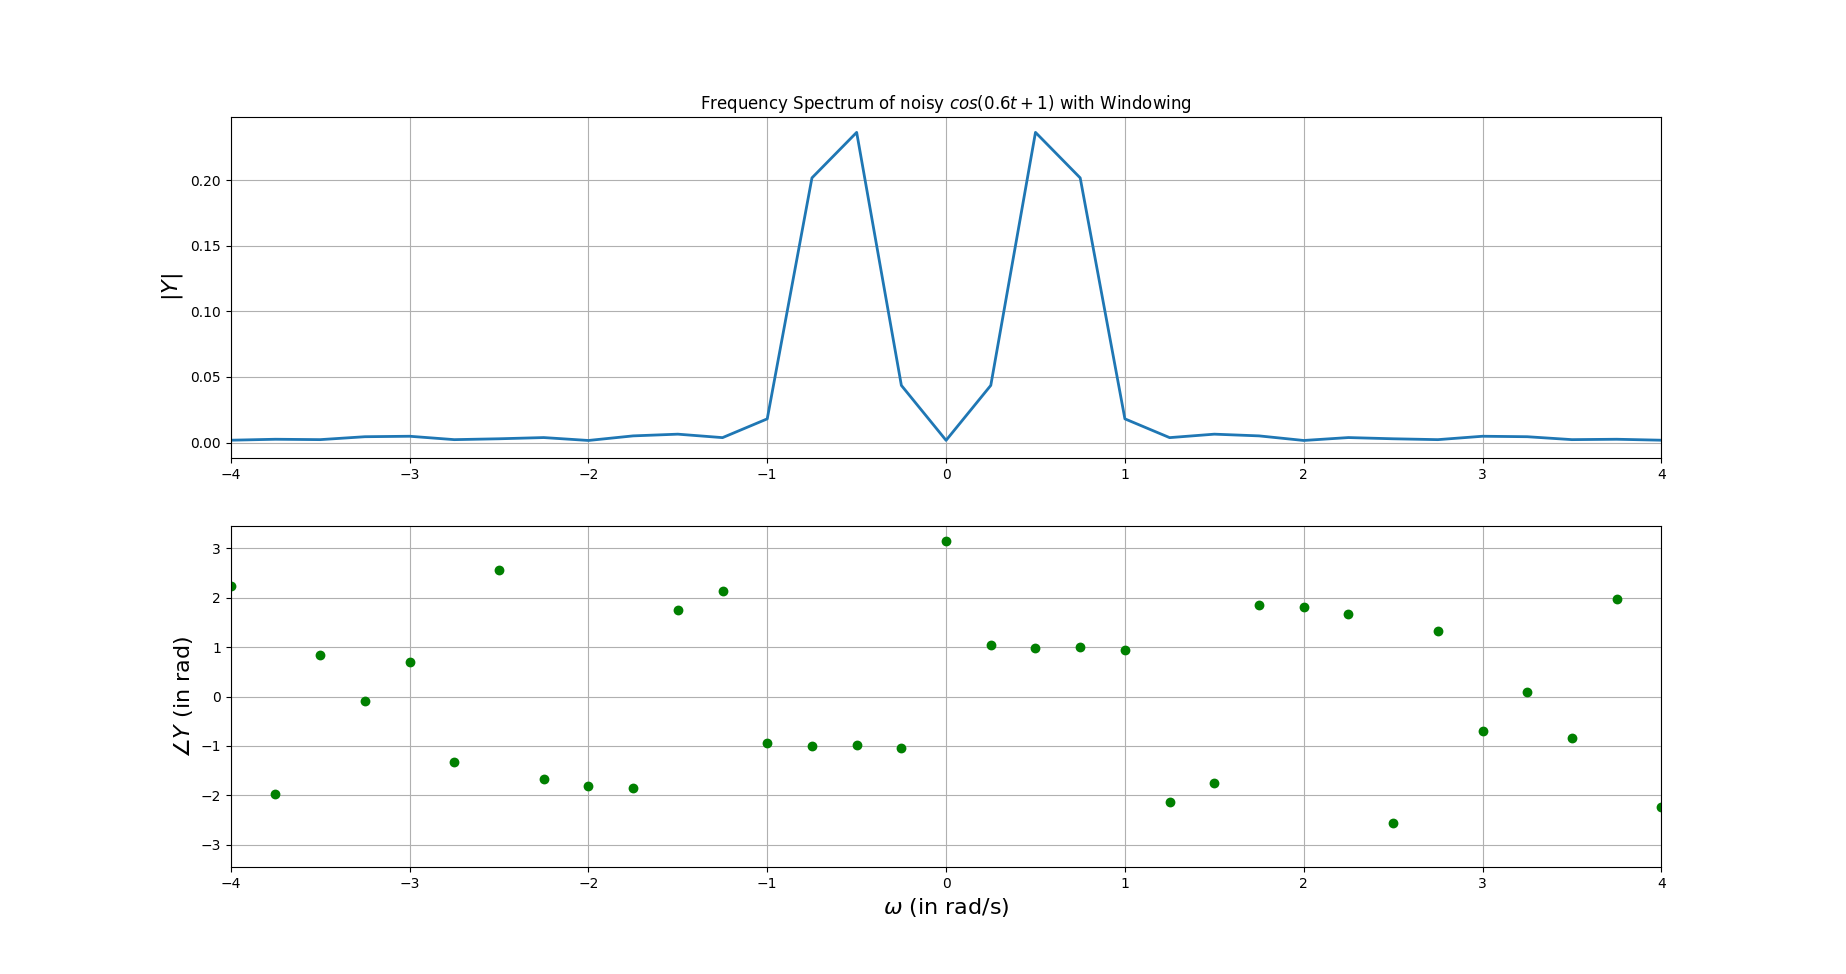 Frequency Spectrum of noisy cos(0.6t + 1) with Windowing
|Y|
0.20
0.15
0.10
0.05
0.00
−4 −3 −2 −1 0 1 2 3 4
∠Y (in rad)
3
2
1
0
−1
−2
−3
−4 −3 −2 −1 0 1 2 3 4
ω (in rad/s)